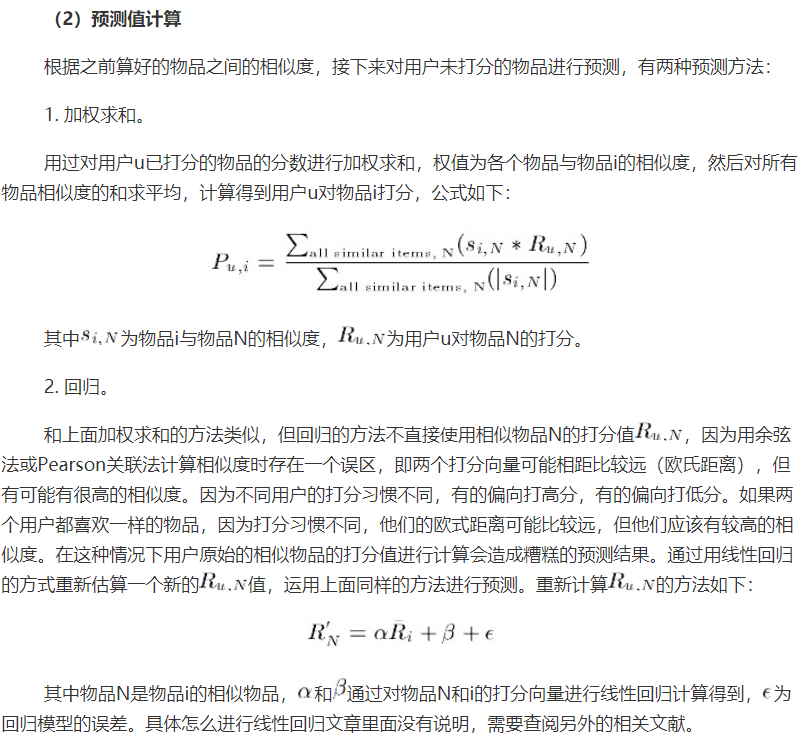 （2）预测值计算
根据之前算好的物品之间的相似度，接下来对用户未打分的物品进行预测，有两种预测方法：
1. 加权求和。
用过对用户u已打分的物品的分数进行加权求和，权值为各个物品与物品i的相似度，然后对所有
物品相似度的和求平均，计算得到用户u对物品i打分，公式如下：
P_{u,i} = \frac{\sum_{\text{all similar items, N}}(s_{i,N} * R_{u,N})}{\sum_{\text{all similar items, N}}(|s_{i,N}|)}
其中s_{i,N}为物品i与物品N的相似度，R_{u,N}为用户u对物品N的打分。
2. 回归。
和上面加权求和的方法类似，但回归的方法不直接使用相似物品N的打分值R_{u,N}，因为用余弦
法或Pearson关联法计算相似度时存在一个误区，即两个打分向量可能相距比较远（欧氏距离），但
有可能有很高的相似度。因为不同用户的打分习惯不同，有的偏向打高分，有的偏向打低分。如果两
个用户都喜欢一样的物品，因为打分习惯不同，他们的欧式距离可能比较远，但他们应该有较高的相
似度。在这种情况下用户原始的相似物品的打分值进行计算会造成糟糕的预测结果。通过用线性回归
的方式重新估算一个新的R_{u,N}值，运用上面同样的方法进行预测。重新计算R_{u,N}的方法如下：
R'_N = α\bar{R}_i + β + ϵ
其中物品N是物品i的相似物品，α和β通过对物品N和i的打分向量进行线性回归计算得到，ϵ为
回归模型的误差。具体怎么进行线性回归文章里面没有说明，需要查阅另外的相关文献。